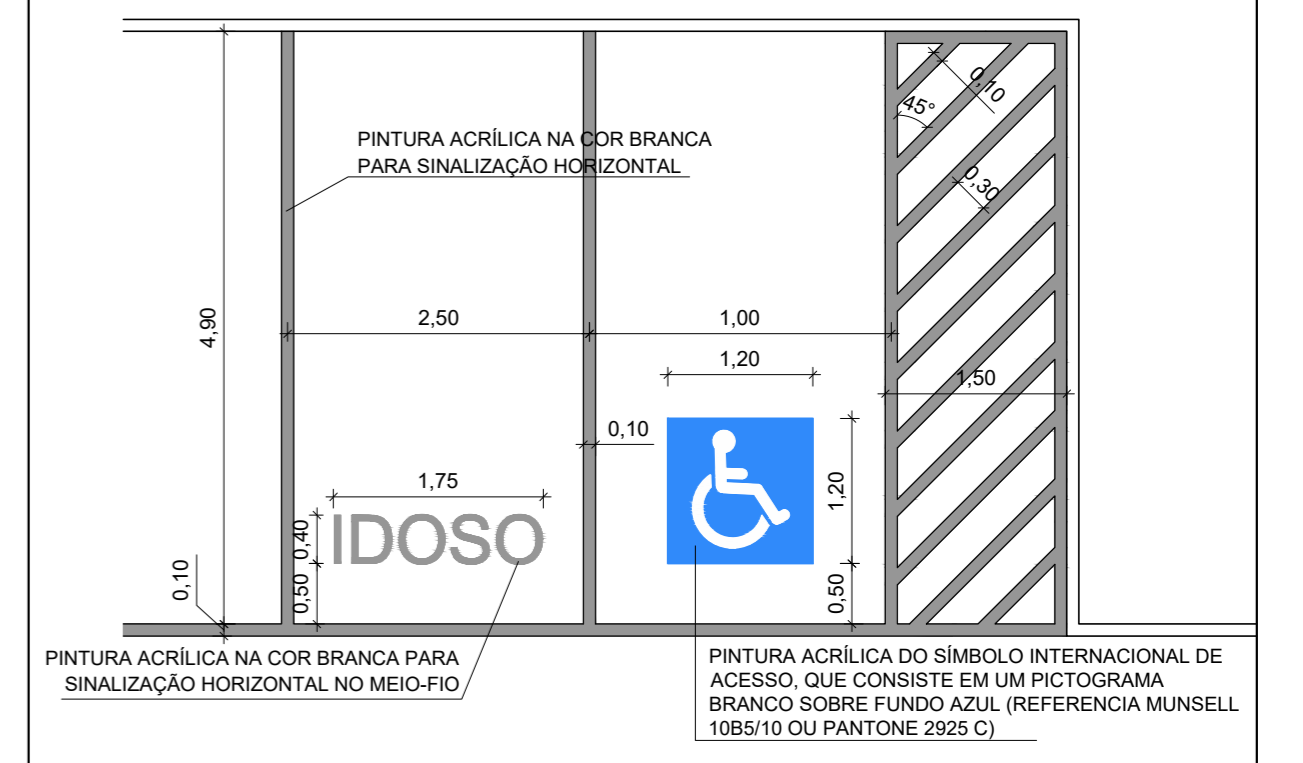 0,10
45°
PINTURA ACRÍLICA NA COR BRANCA
PARA SINALIZAÇÃO HORIZONTAL
0,30
4,90
2,50
1,00
1,20
1,50
0,10
1,75
1,20
0,40
IDOSO
0,10
0,50
0,50
PINTURA ACRÍLICA NA COR BRANCA PARA
SINALIZAÇÃO HORIZONTAL NO MEIO-FIO
PINTURA ACRÍLICA DO SÍMBOLO INTERNACIONAL DE
ACESSO, QUE CONSISTE EM UM PICTOGRAMA
BRANCO SOBRE FUNDO AZUL (REFERENCIA MUNSELL
10B5/10 OU PANTONE 2925 C)